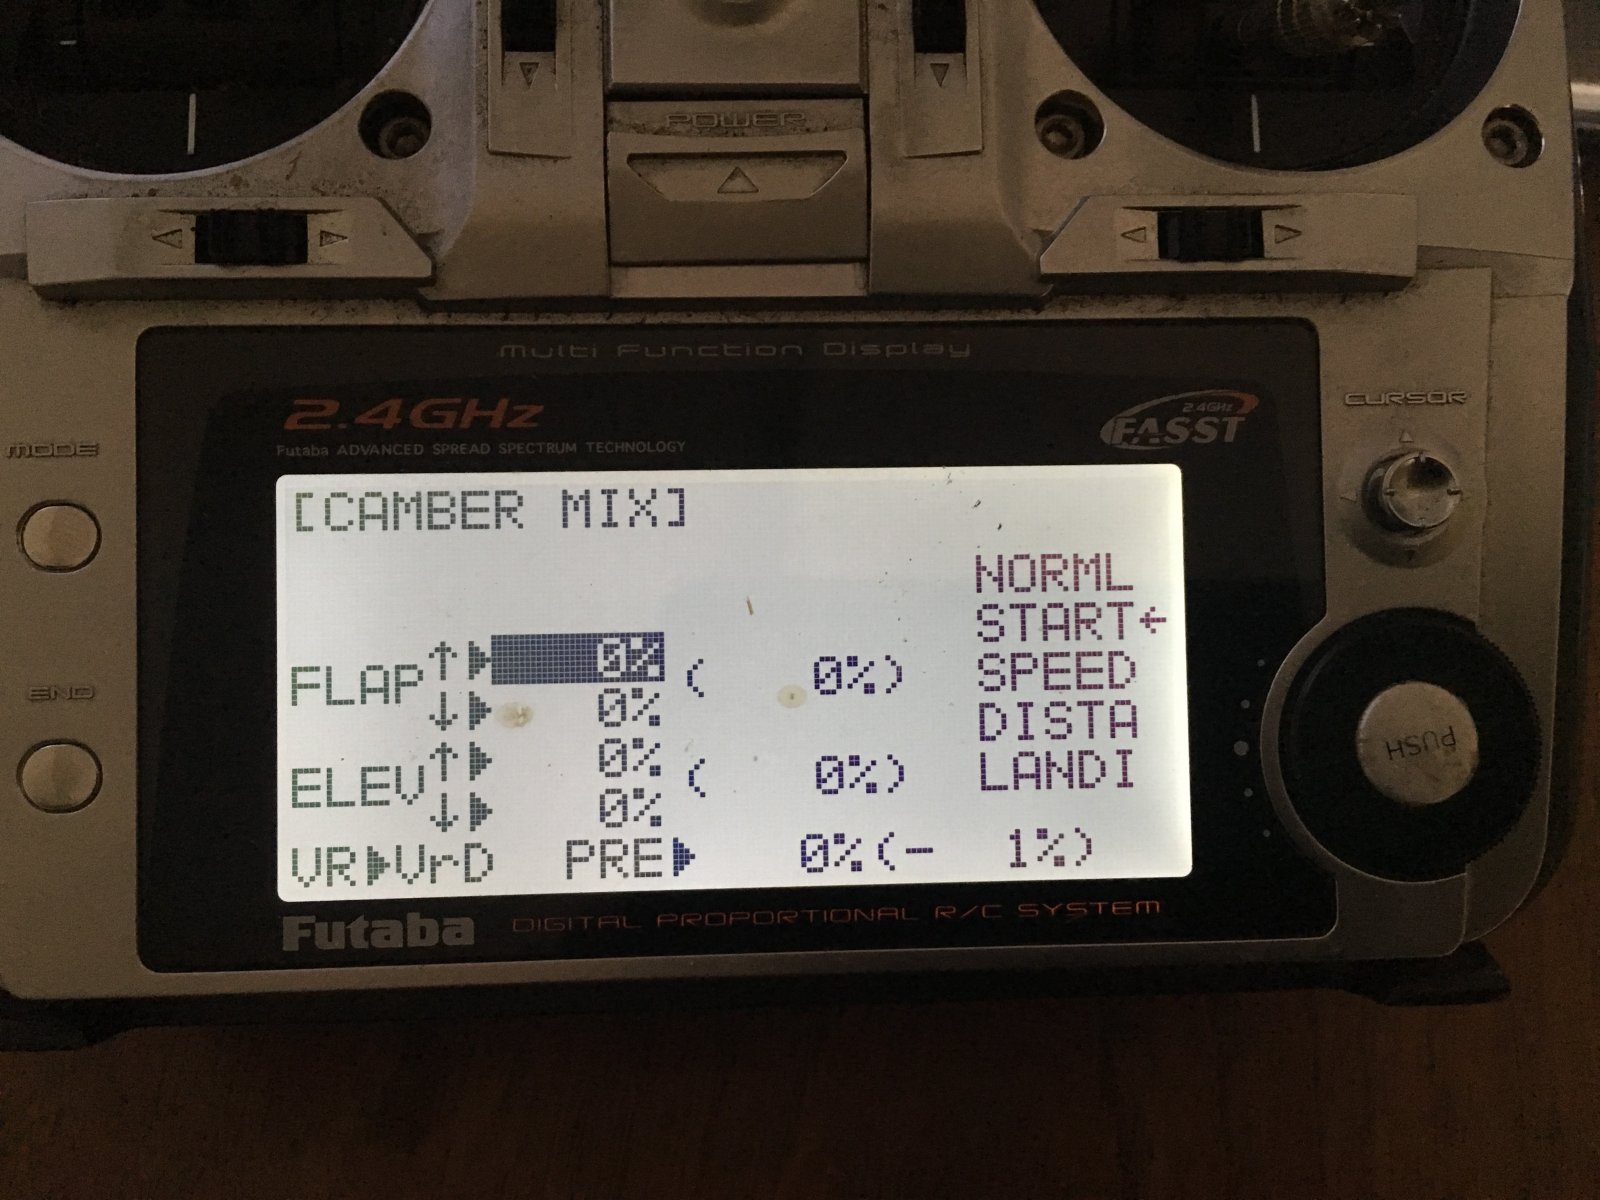 POWER
Multi Function Display
2.4GHz
2.4GHz
FASST
Futaba ADVANCED SPREAD SPECTRUM TECHNOLOGY
CURSOR
MODE
END
[CAMBER MIX]
NORML
START←
SPEED
DISTA
LANDI
FLAP↑▶ 0% ( 0%)
↓▶ 0%
ELEV↑▶ 0% ( 0%)
↓▶ 0%
VR▶VrD PRE▶ 0%(- 1%)
PUSH
Futaba DIGITAL PROPORTIONAL R/C SYSTEM